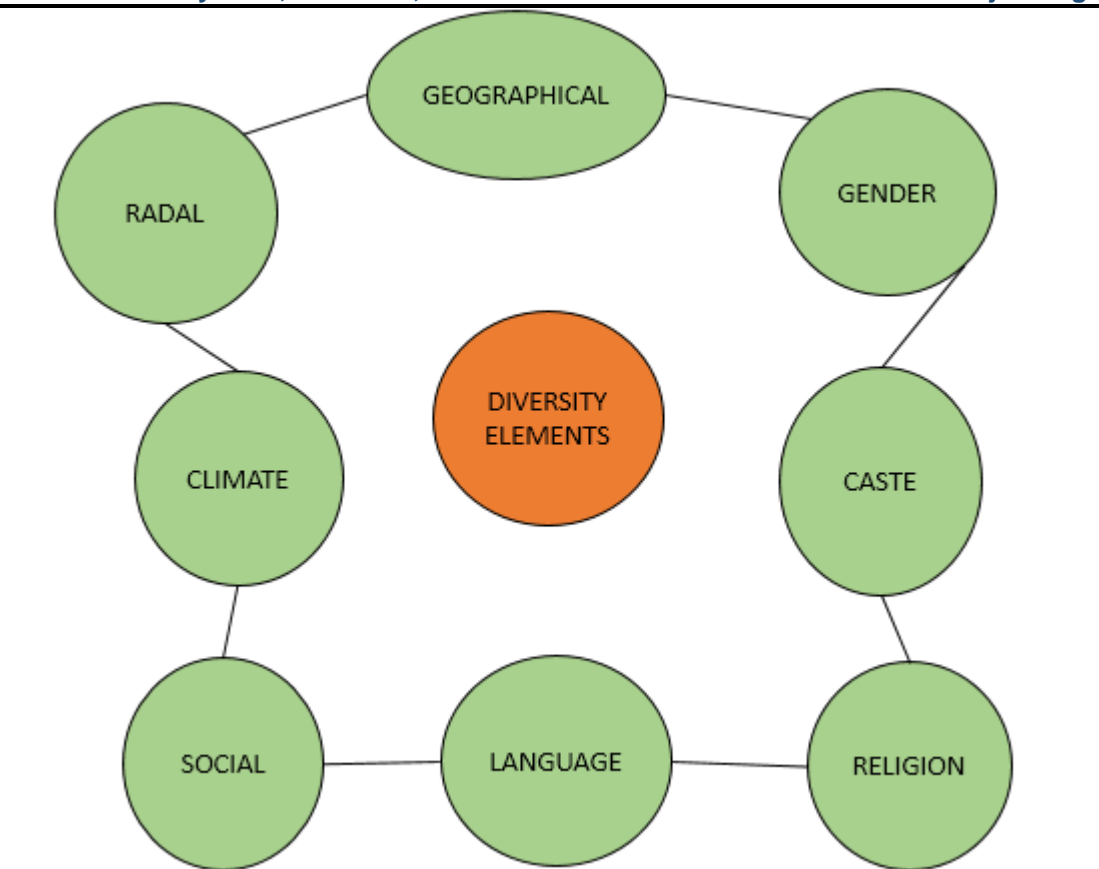 GEOGRAPHICAL
RADAL
GENDER
DIVERSITY
ELEMENTS
CLIMATE
CASTE
SOCIAL
LANGUAGE
RELIGION